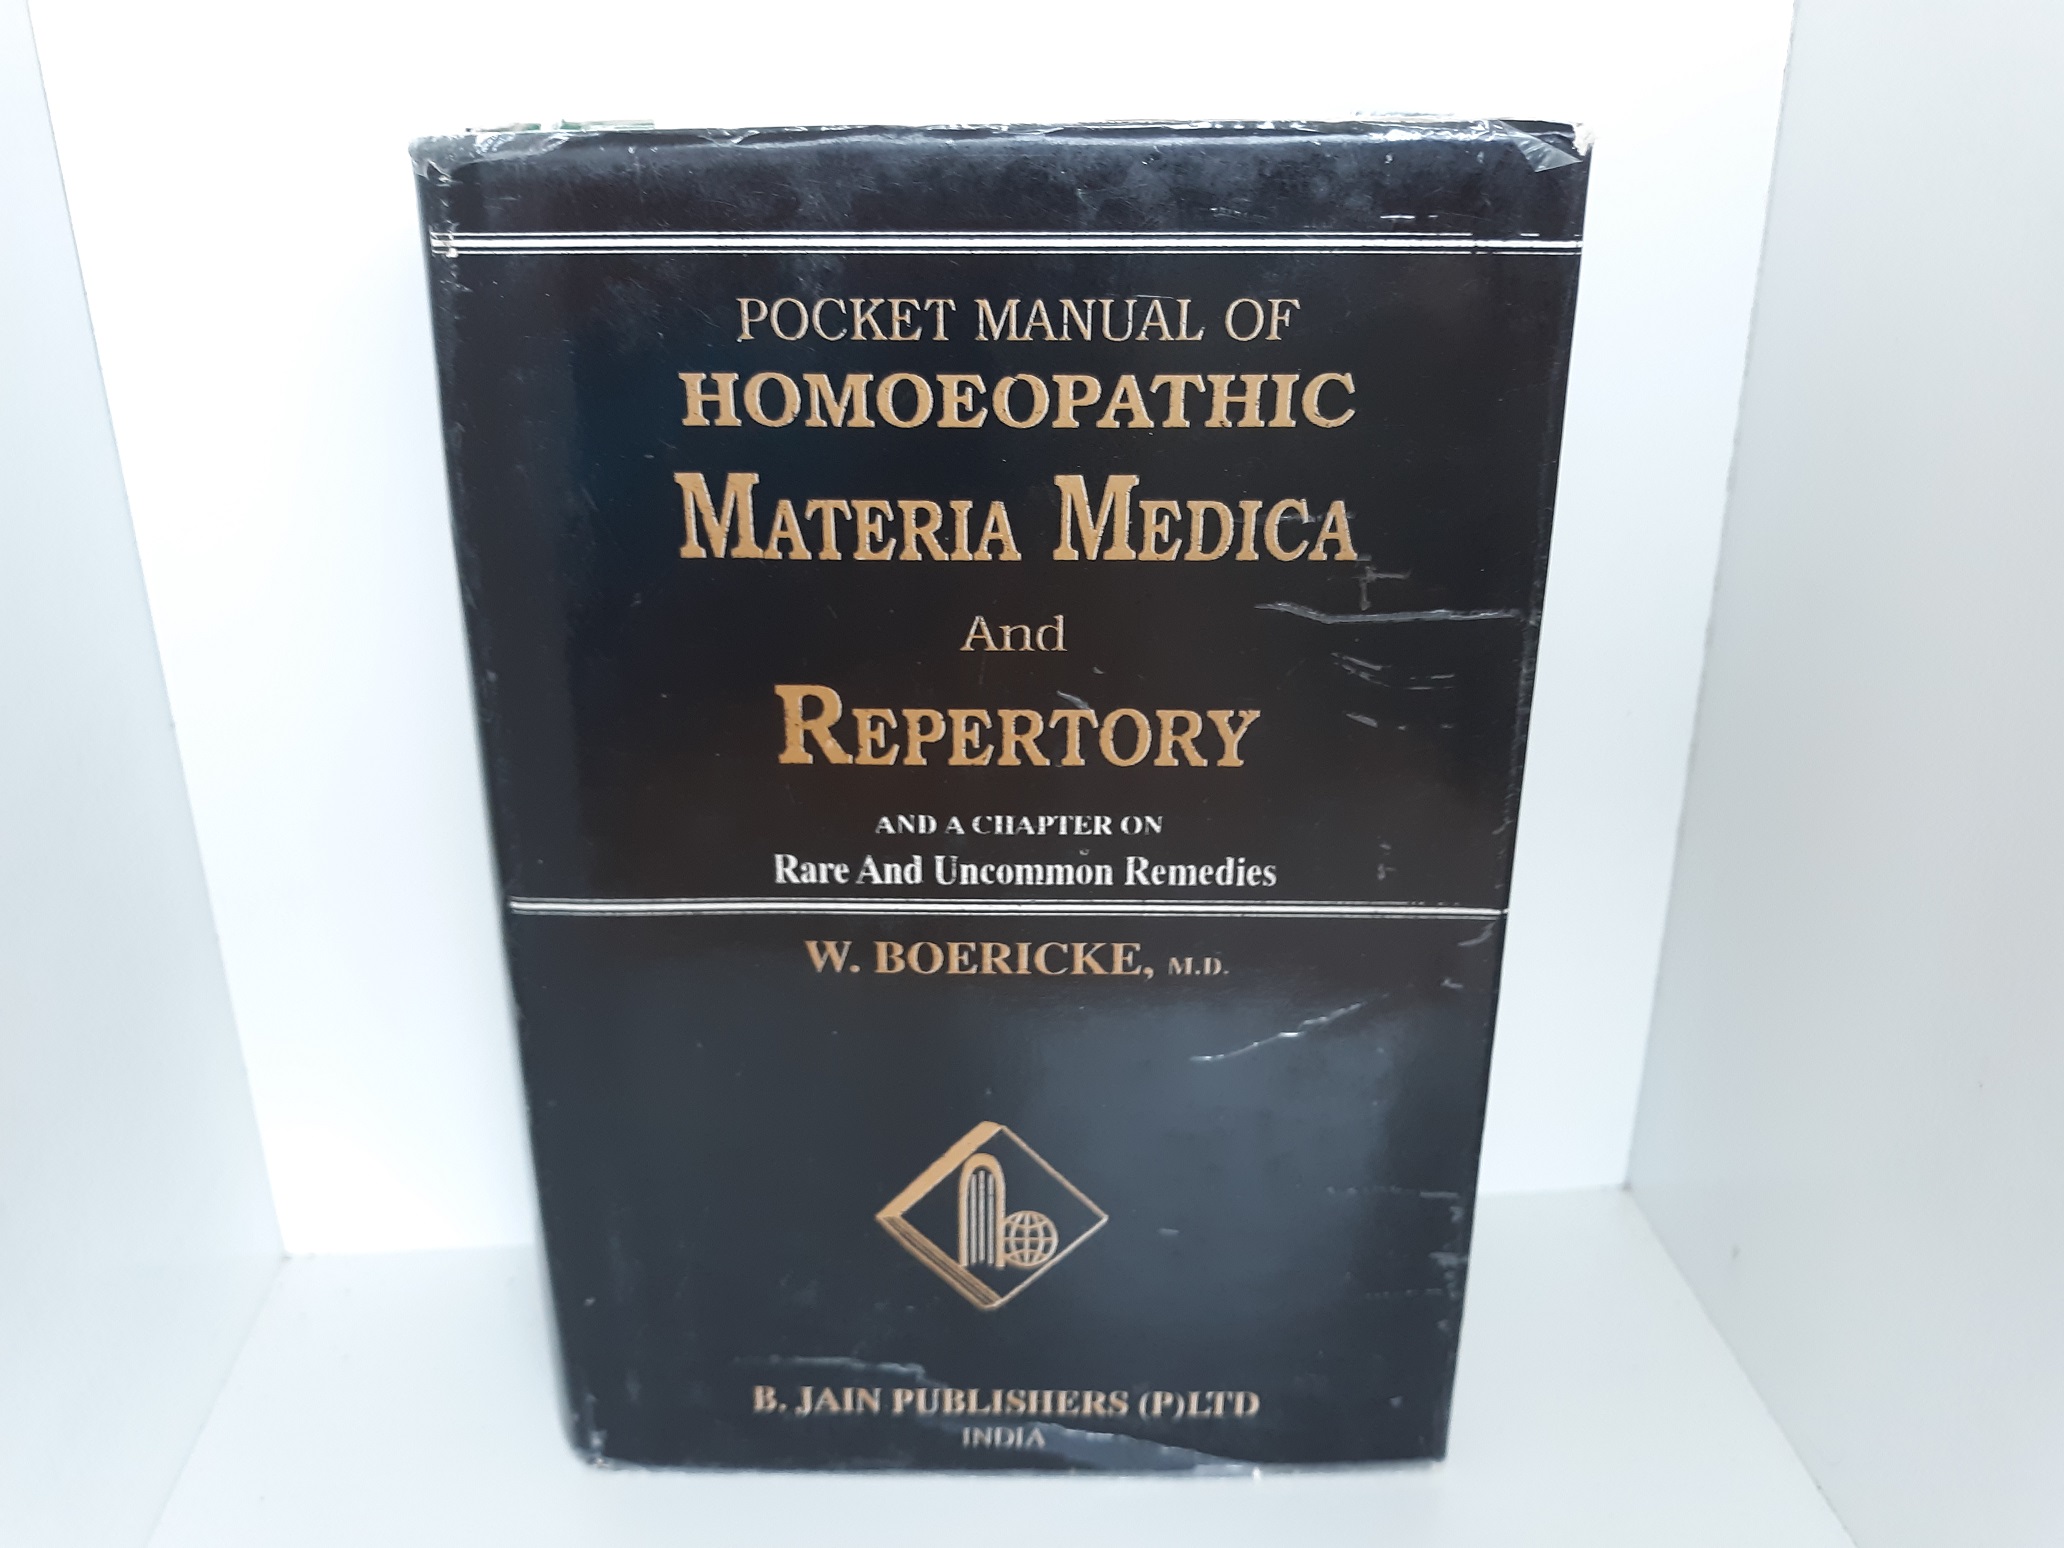 POCKET MANUAL OF
HOMOEOPATHIC
MATERIA MEDICA
And
REPERTORY
AND A CHAPTER ON
Rare And Uncommon Remedies
W. BOERICKE, M.D.
B. JAIN PUBLISHERS (P)LTD
INDIA